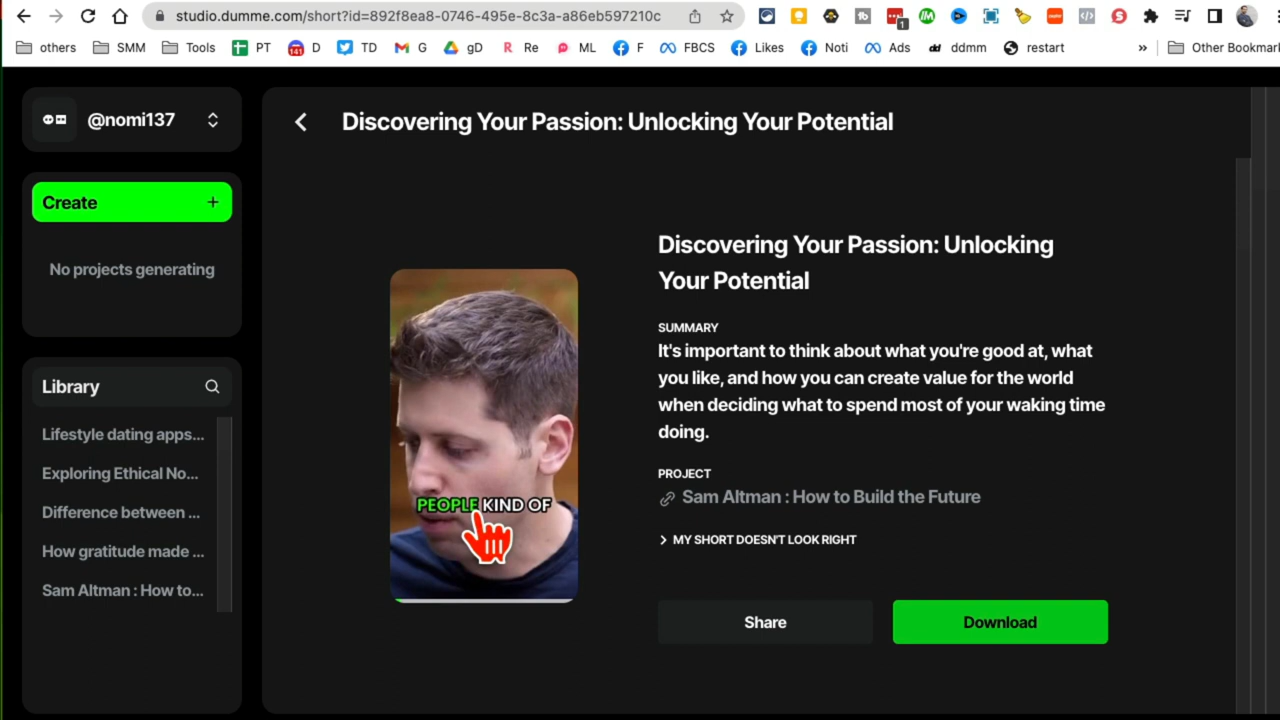 studio.dumme.com/short?id=892f8ea8-0746-495e-8c3a-a86eb597210c
1
others
SMM
Tools
PT
141
D
TD
G
gD
R
Re
ML
F
FBCS
Likes
Noti
Ads
dd
ddmm
restart
»
Other Bookmar
@nomi137
Discovering Your Passion: Unlocking Your Potential
Create +
No projects generating
Library
Lifestyle dating apps...
Exploring Ethical No...
Difference between ...
How gratitude made ...
Sam Altman : How to...
PEOPLE KIND OF
Discovering Your Passion: Unlocking
Your Potential
SUMMARY
It's important to think about what you're good at, what
you like, and how you can create value for the world
when deciding what to spend most of your waking time
doing.
PROJECT
Sam Altman : How to Build the Future
MY SHORT DOESN'T LOOK RIGHT
Share
Download